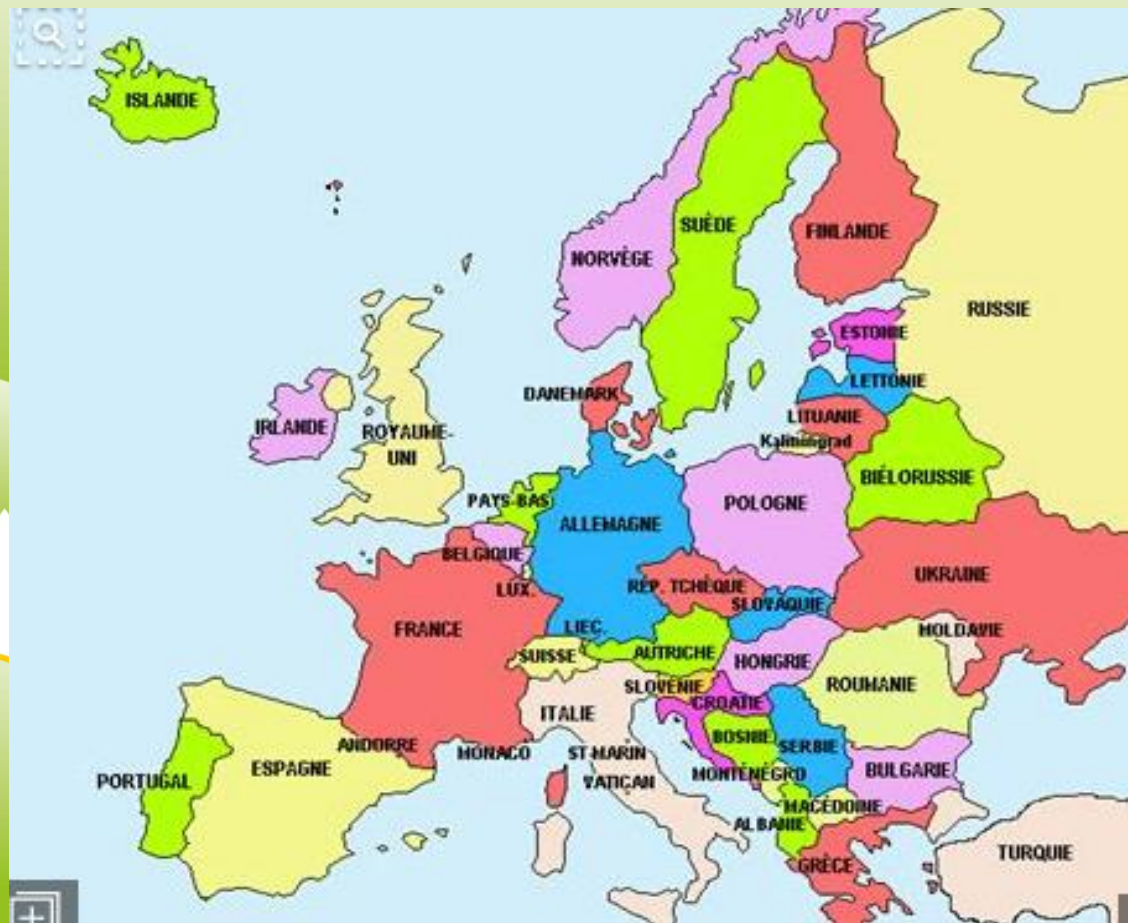 ISLANDE
SUÈDE
FINLANDE
NORVÈGE
RUSSIE
ESTONIE
LETTONIE
DANEMARK
LITUANIE
IRLANDE
ROYAUME-
UNI
Kaliningrad
BIÉLORUSSIE
PAYS-BAS
POLOGNE
ALLEMAGNE
BELGIQUE
UKRAINE
RÉP. TCHÈQUE
LUX.
SLOVAQUIE
FRANCE
LIEC.
MOLDAVIE
SUISSE
AUTRICHE
HONGRIE
SLOVÉNIE
ROUMANIE
CROATIE
ITALIE
BOSNIE
SERBIE
ANDORRE
MONACO
ST-MARIN
ESPAGNE
PORTUGAL
VATICAN
MONTÉNÉGRO
BULGARIE
MACÉDOINE
ALBANIE
TURQUIE
GRÈCE